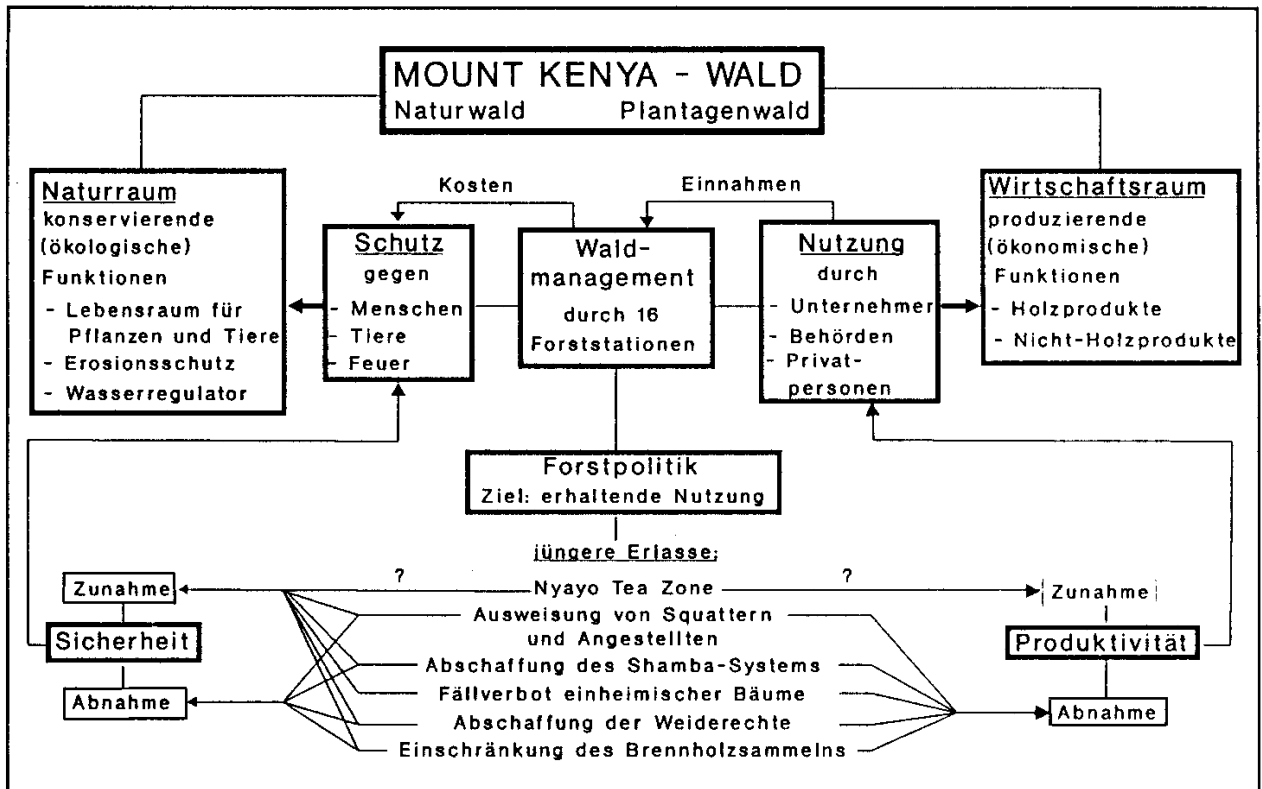 MOUNT KENYA - WALD
Naturwald Plantagenwald
Naturraum
konservierende
(ökologische)
Funktionen
- Lebensraum für
Pflanzen und Tiere
- Erosionsschutz
- Wasserregulator
Kosten
Schutz
gegen
- Menschen
- Tiere
- Feuer
Wald-
management
durch 16
Forststationen
Einnahmen
Nutzung
durch
- Unternehmer
- Behörden
- Privat-
personen
Wirtschaftsraum
produzierende
(ökonomische)
Funktionen
- Holzprodukte
- Nicht-Holzprodukte
Forstpolitik
Ziel: erhaltende Nutzung
jüngere Erlasse:
Zunahme
Sicherheit
Abnahme
? Nyayo Tea Zone ?
Ausweisung von Squattern
und Angestellten
Abschaffung des Shamba-Systems
Fällverbot einheimischer Bäume
Abschaffung der Weiderechte
Einschränkung des Brennholzsammelns
Zunahme
Produktivität
Abnahme